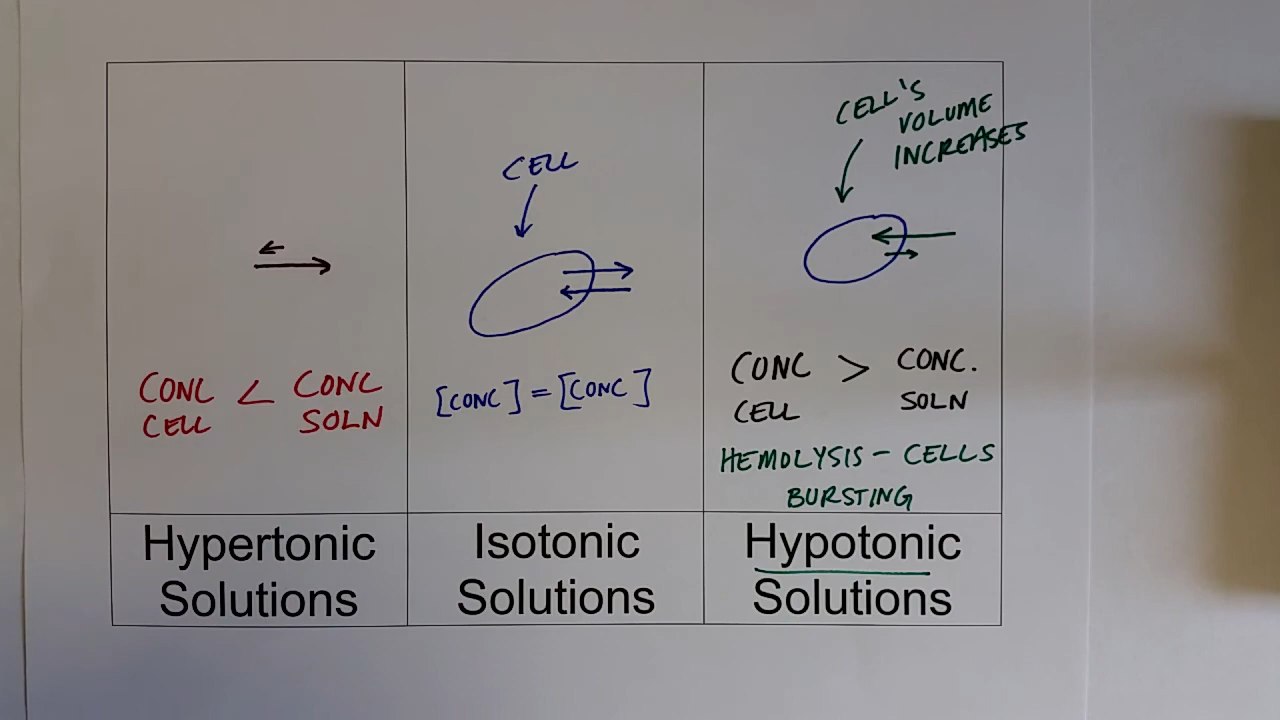 CONC < CONC
CELL SOLN
Hypertonic
Solutions
CELL
[CONC] = [CONC]
Isotonic
Solutions
CELL'S
VOLUME
INCREASES
CONC > CONC.
CELL SOLN
HEMOLYSIS - CELLS
BURSTING
Hypotonic
Solutions